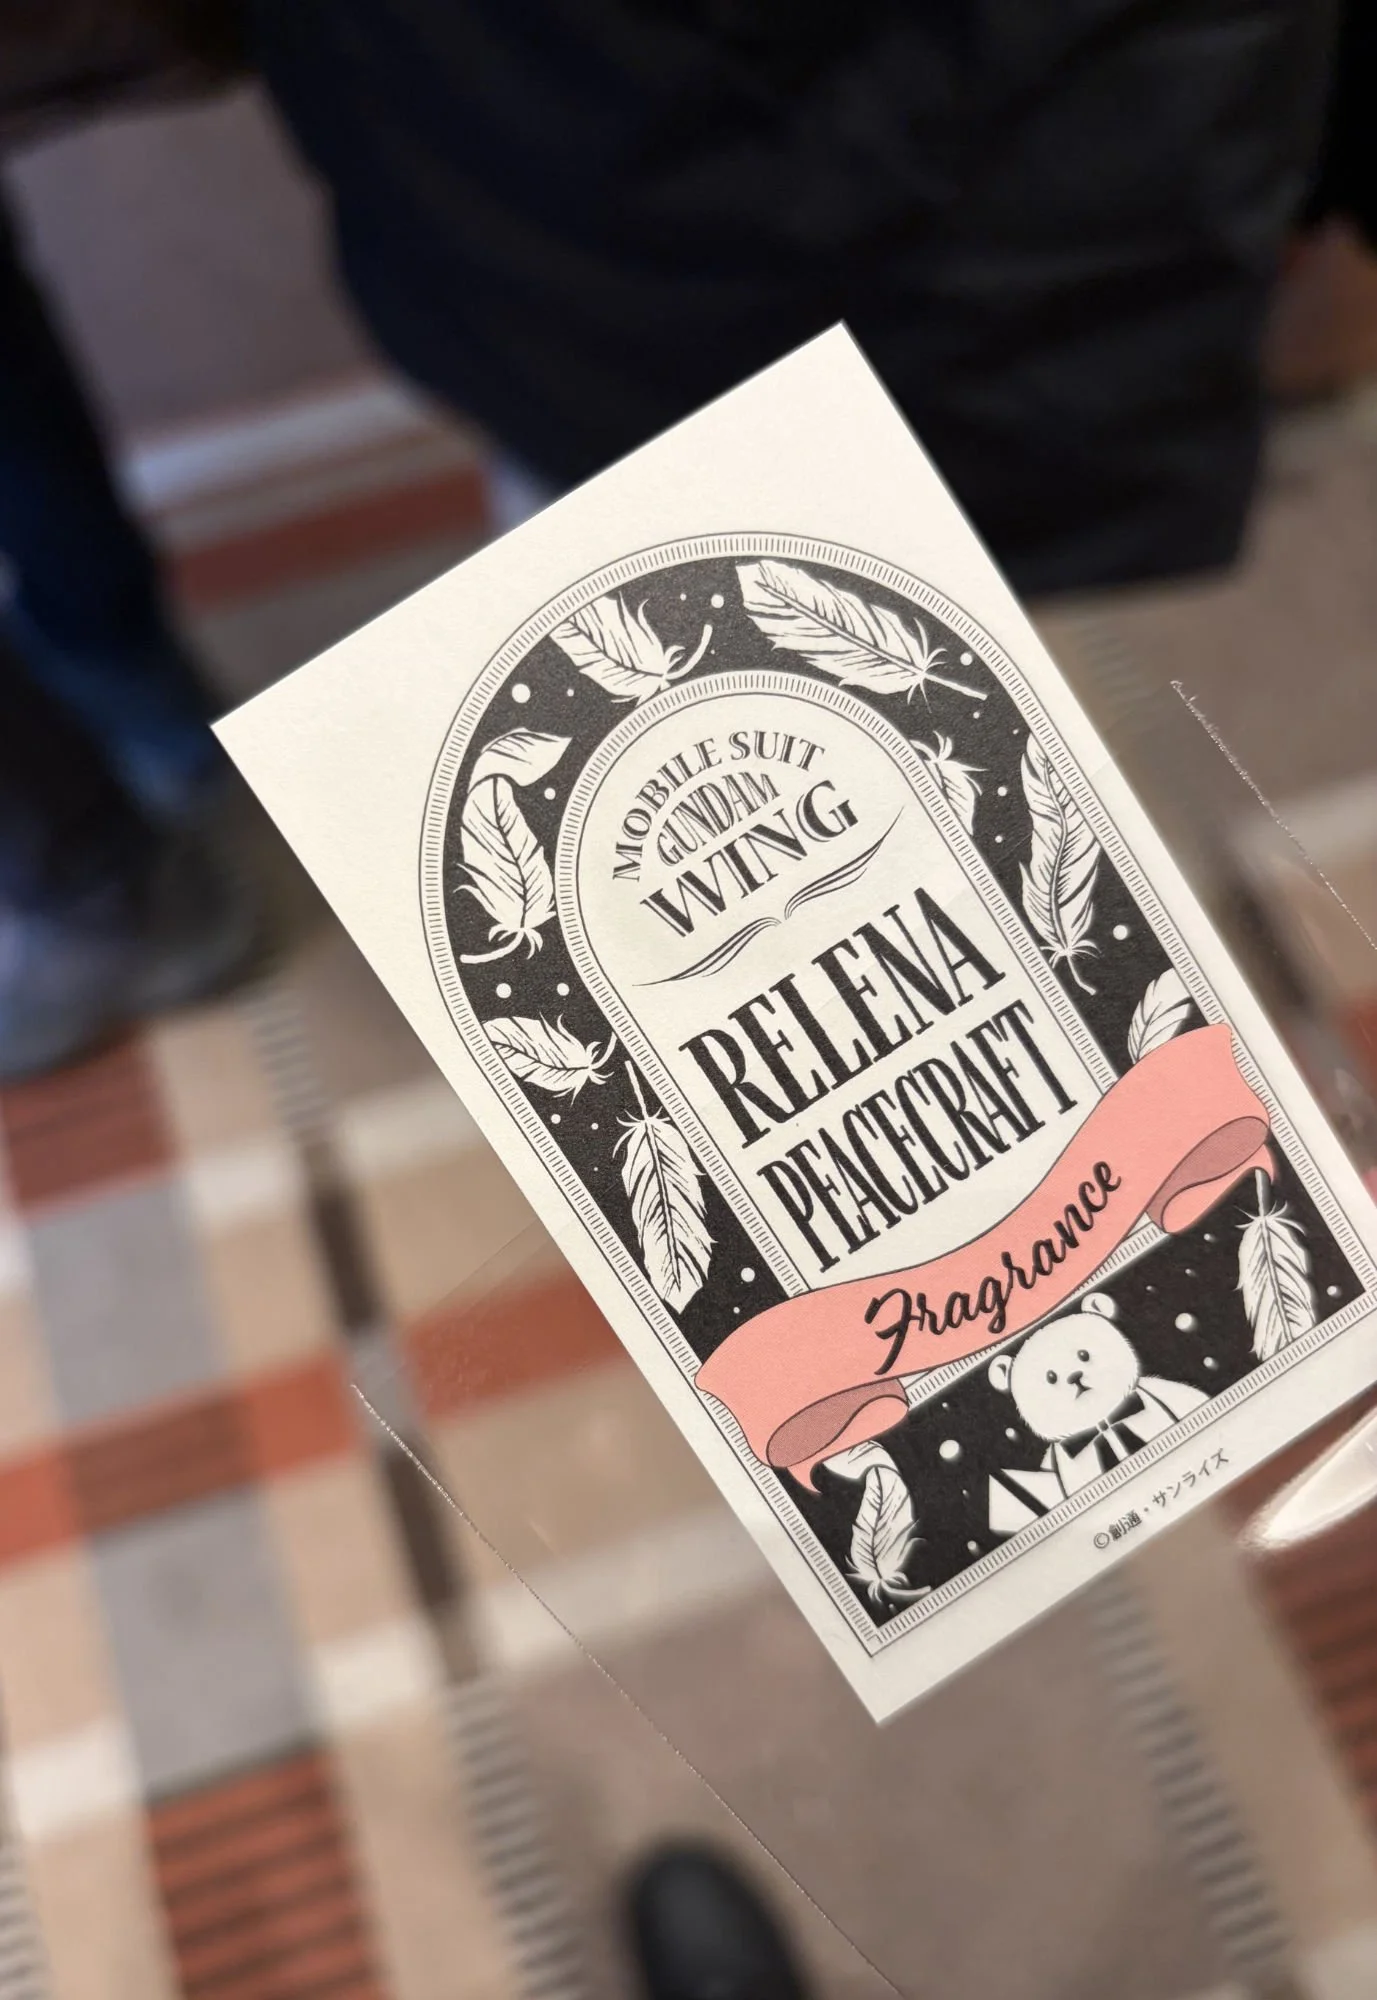 MOBILE SUIT
GUNDAM
WING
RELENA
PEACECRAFT
Fragrance
©創通・サンライズ